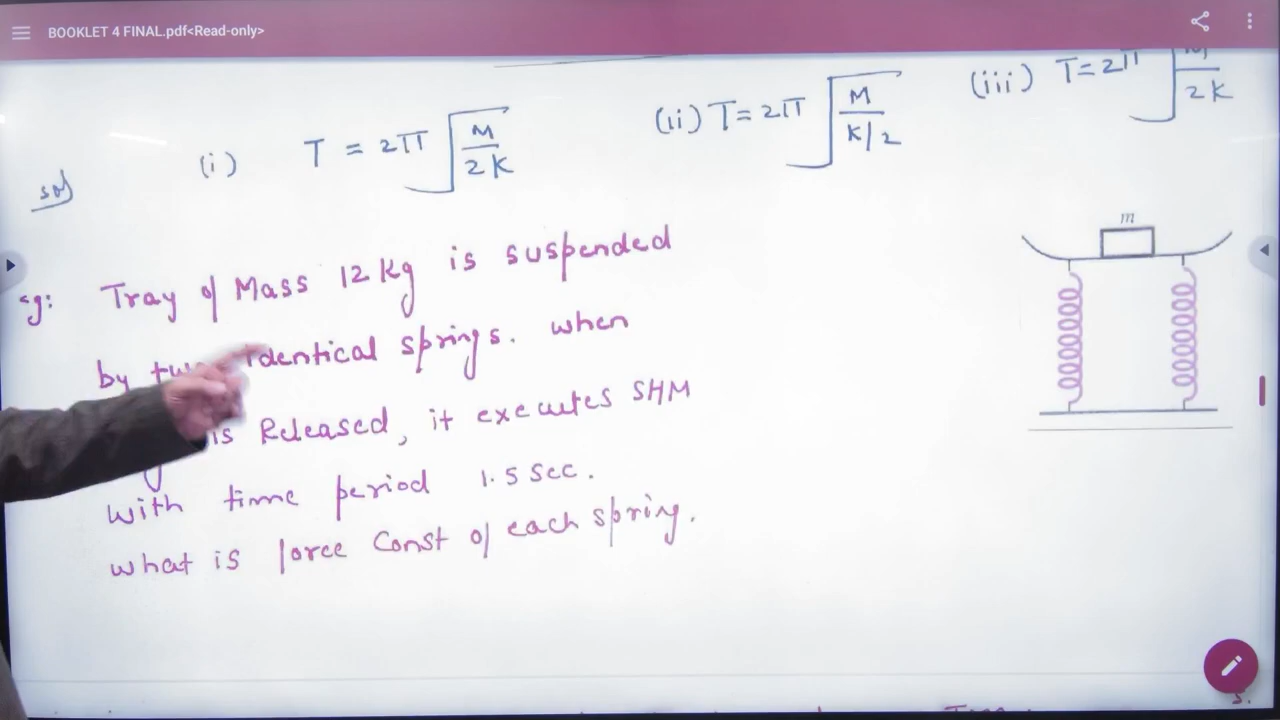 BOOKLET 4 FINAL.pdf<Read-only>
(i) T = 2π √M/2K (ii) T = 2π √M/K/2 (iii) T = 2π √M/2K
sol
m
Tray of Mass 12 Kg is suspended
by two identical springs. when
is Released, it executes SHM
with time period 1.5 Sec.
what is force Const of each spring.